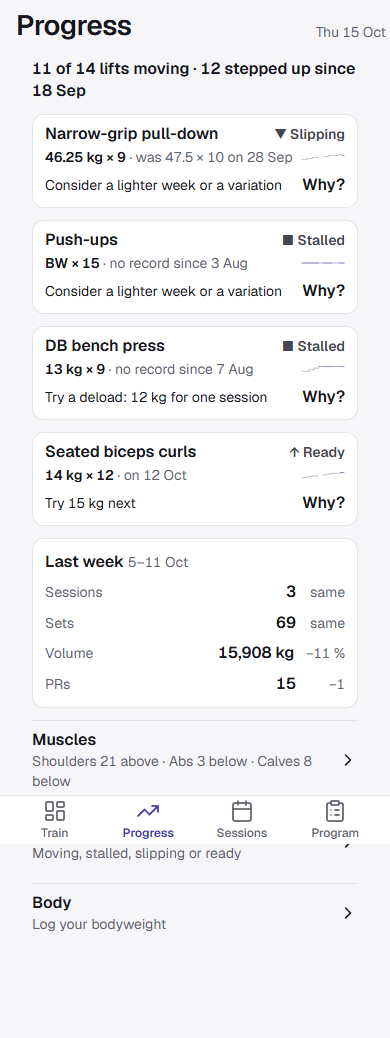 Progress
Thu 15 Oct
11 of 14 lifts moving · 12 stepped up since
18 Sep
Narrow-grip pull-down
▼ Slipping
46.25 kg × 9 · was 47.5 × 10 on 28 Sep
Consider a lighter week or a variation
Why?
Push-ups
■ Stalled
BW × 15 · no record since 3 Aug
Consider a lighter week or a variation
Why?
DB bench press
■ Stalled
13 kg × 9 · no record since 7 Aug
Try a deload: 12 kg for one session
Why?
Seated biceps curls
↑ Ready
14 kg × 12 · on 12 Oct
Try 15 kg next
Why?
Last week 5–11 Oct
Sessions 3 same
Sets 69 same
Volume 15,908 kg −11 %
PRs 15 −1
Muscles
Shoulders 21 above · Abs 3 below · Calves 8
below
Train Progress Sessions Program
Moving, stalled, slipping or ready
Body
Log your bodyweight